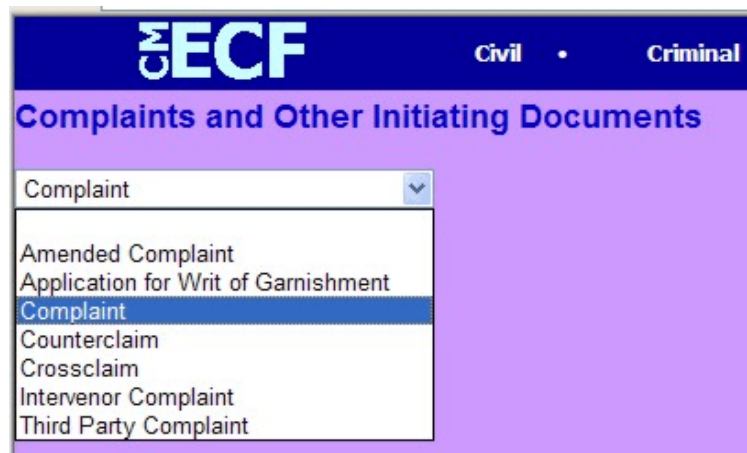 CM ECF Civil • Criminal
Complaints and Other Initiating Documents
Complaint
Amended Complaint
Application for Writ of Garnishment
Complaint
Counterclaim
Crossclaim
Intervenor Complaint
Third Party Complaint